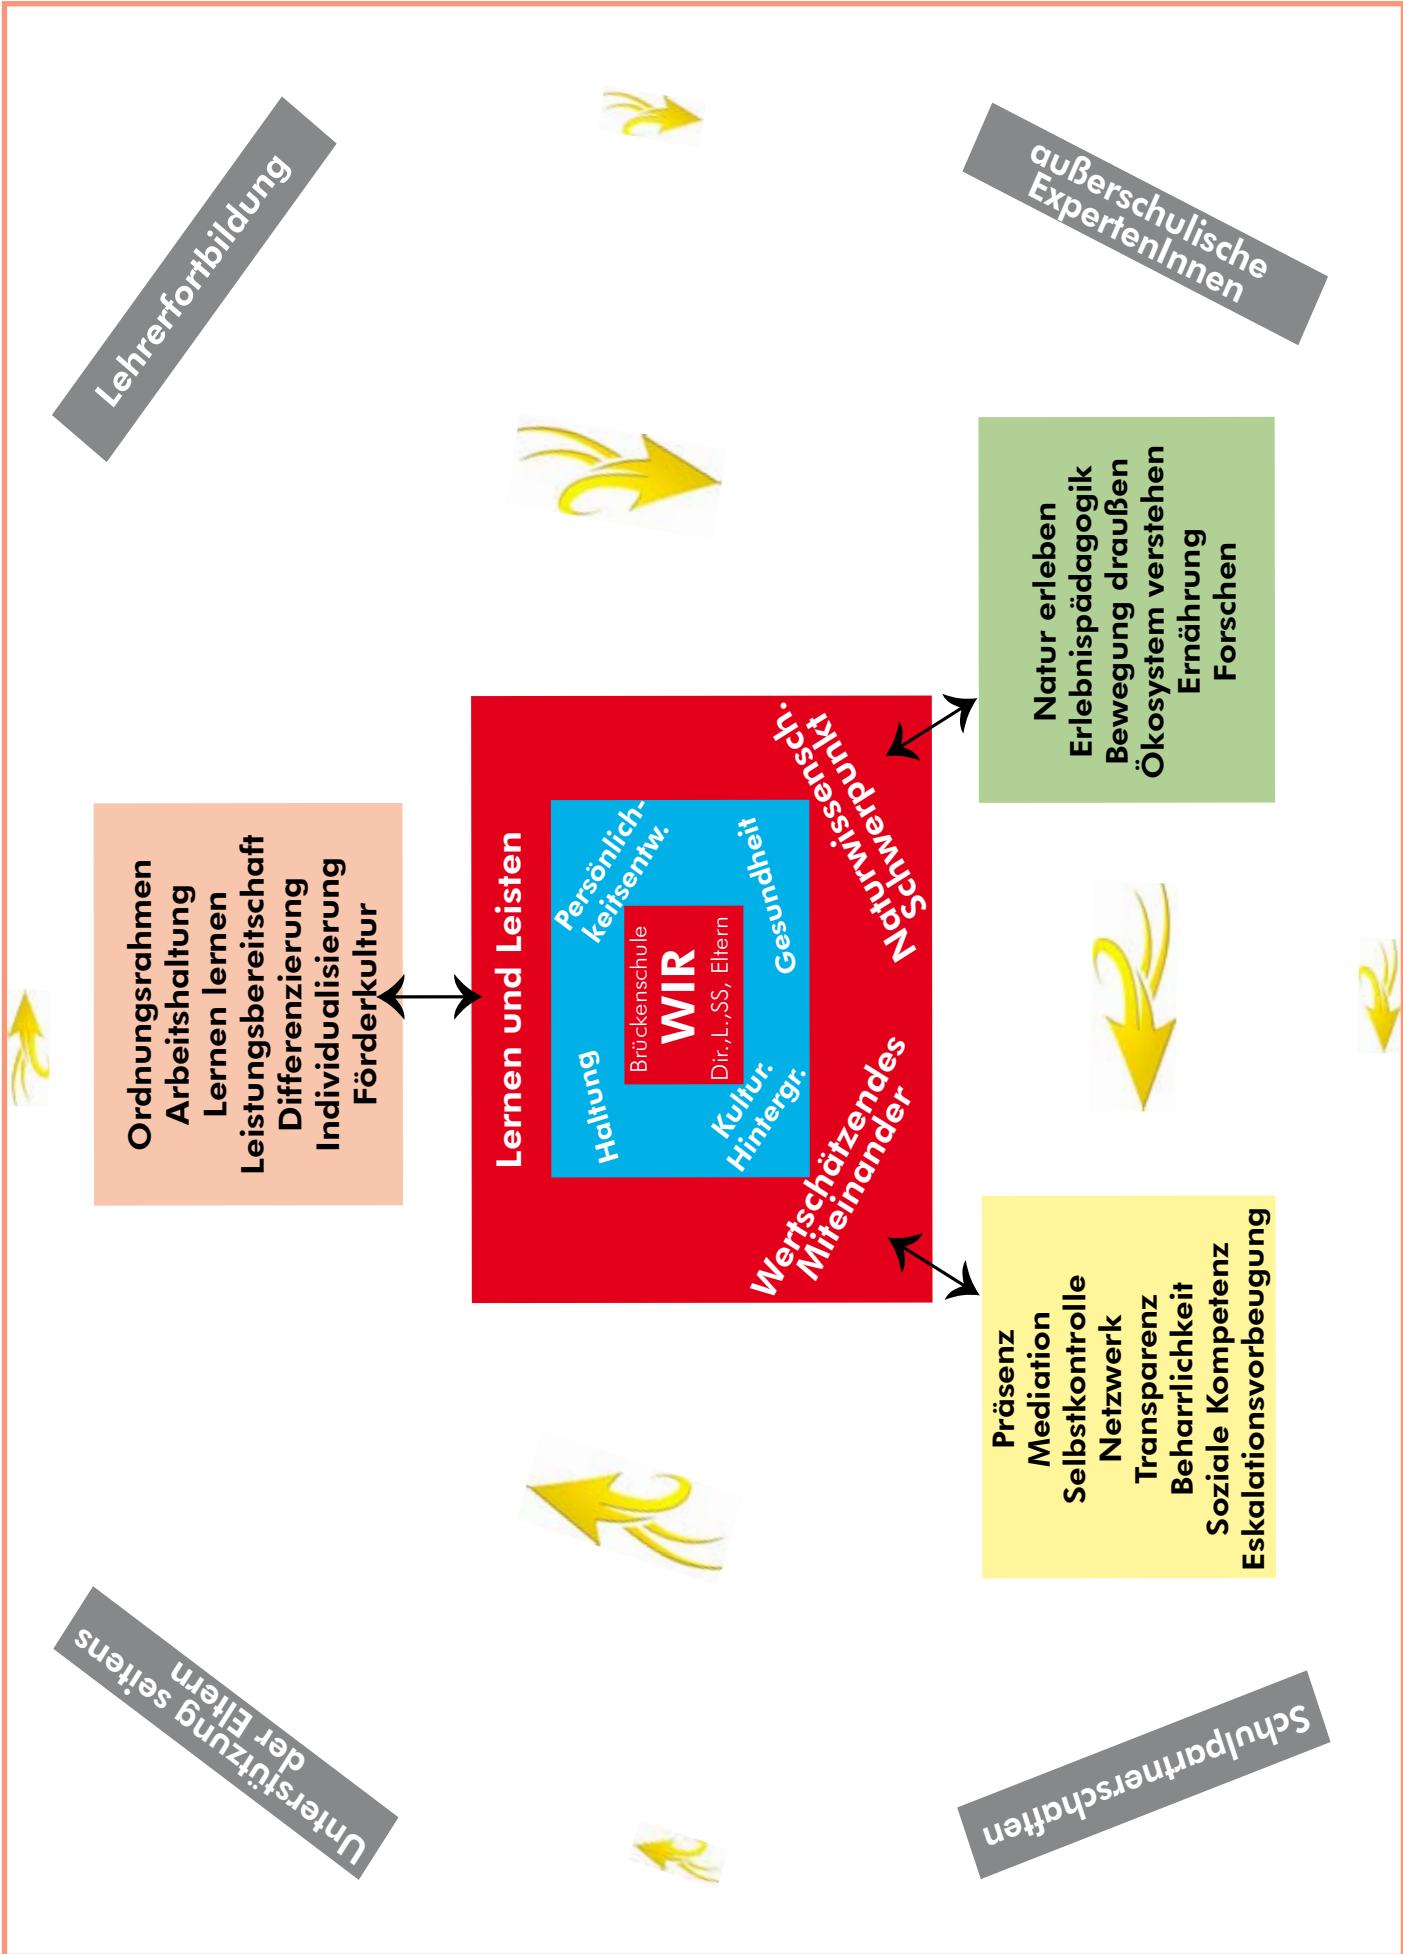 Unterstützung seitens
der Eltern
Lehrerfortbildung
Ordnungsrahmen
Arbeitshaltung
Lernen lernen
Leistungsbereitschaft
Differenzierung
Individualisierung
Förderkultur
Lernen und Leisten
Haltung
Persönlich-
keitsentw.
Brückenschule
WIR
Dir.,L.,SS, Eltern
Kultur.
Hintergr.
Gesundheit
Wertschätzendes
Miteinander
Naturwissensch.
Schwerpunkt
Präsenz
Mediation
Selbstkontrolle
Netzwerk
Transparenz
Beharrlichkeit
Soziale Kompetenz
Eskalationsvorbeugung
Natur erleben
Erlebnispädagogik
Bewegung draußen
Ökosystem verstehen
Ernährung
Forschen
Schulpartnerschaften
außerschulische
ExpertenInnen